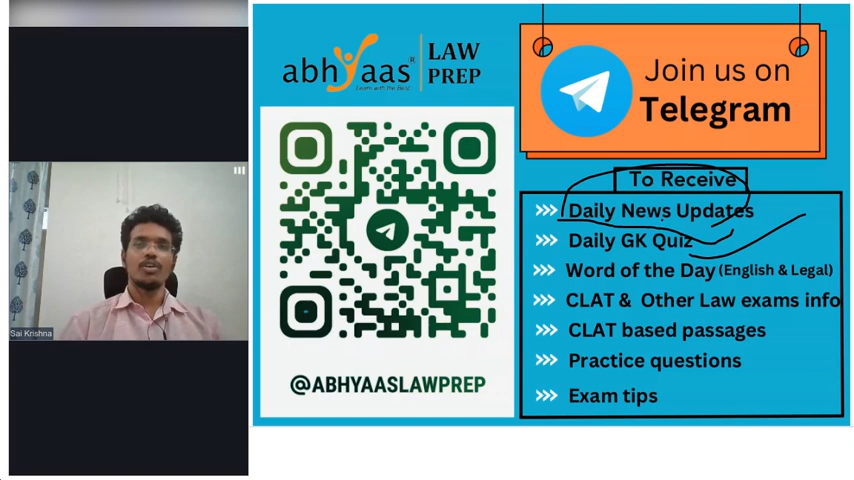 abhyaas®
Learn with the Best
LAW
PREP
Join us on
Telegram
To Receive
Daily News Updates
Daily GK Quiz
Word of the Day (English & Legal)
CLAT & Other Law exams info
CLAT based passages
Practice questions
Exam tips
@ABHYAASLAWPREP
Sai Krishna